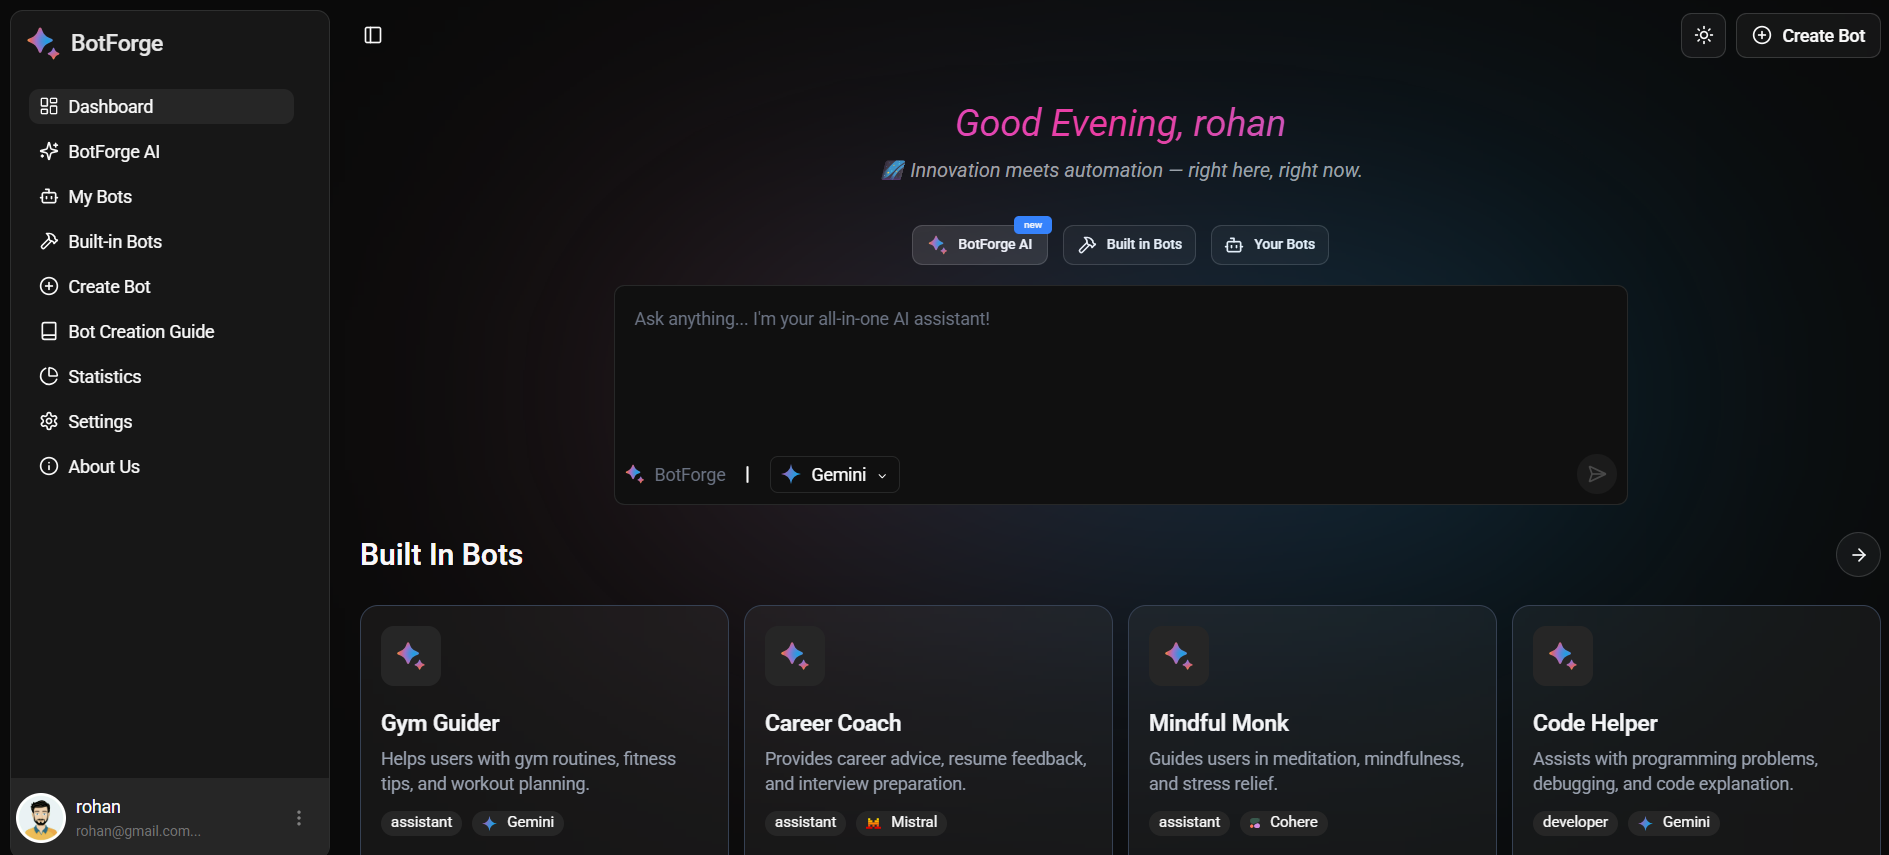 BotForge
Dashboard
BotForge AI
My Bots
Built-in Bots
Create Bot
Bot Creation Guide
Statistics
Settings
About Us
rohan
rohan@gmail.com...
Create Bot
Good Evening, rohan
Innovation meets automation — right here, right now.
new
BotForge AI
Built in Bots
Your Bots
Ask anything... I'm your all-in-one AI assistant!
BotForge | Gemini
Built In Bots
Gym Guider
Helps users with gym routines, fitness
tips, and workout planning.
assistant Gemini
Career Coach
Provides career advice, resume feedback,
and interview preparation.
assistant Mistral
Mindful Monk
Guides users in meditation, mindfulness,
and stress relief.
assistant Cohere
Code Helper
Assists with programming problems,
debugging, and code explanation.
developer Gemini